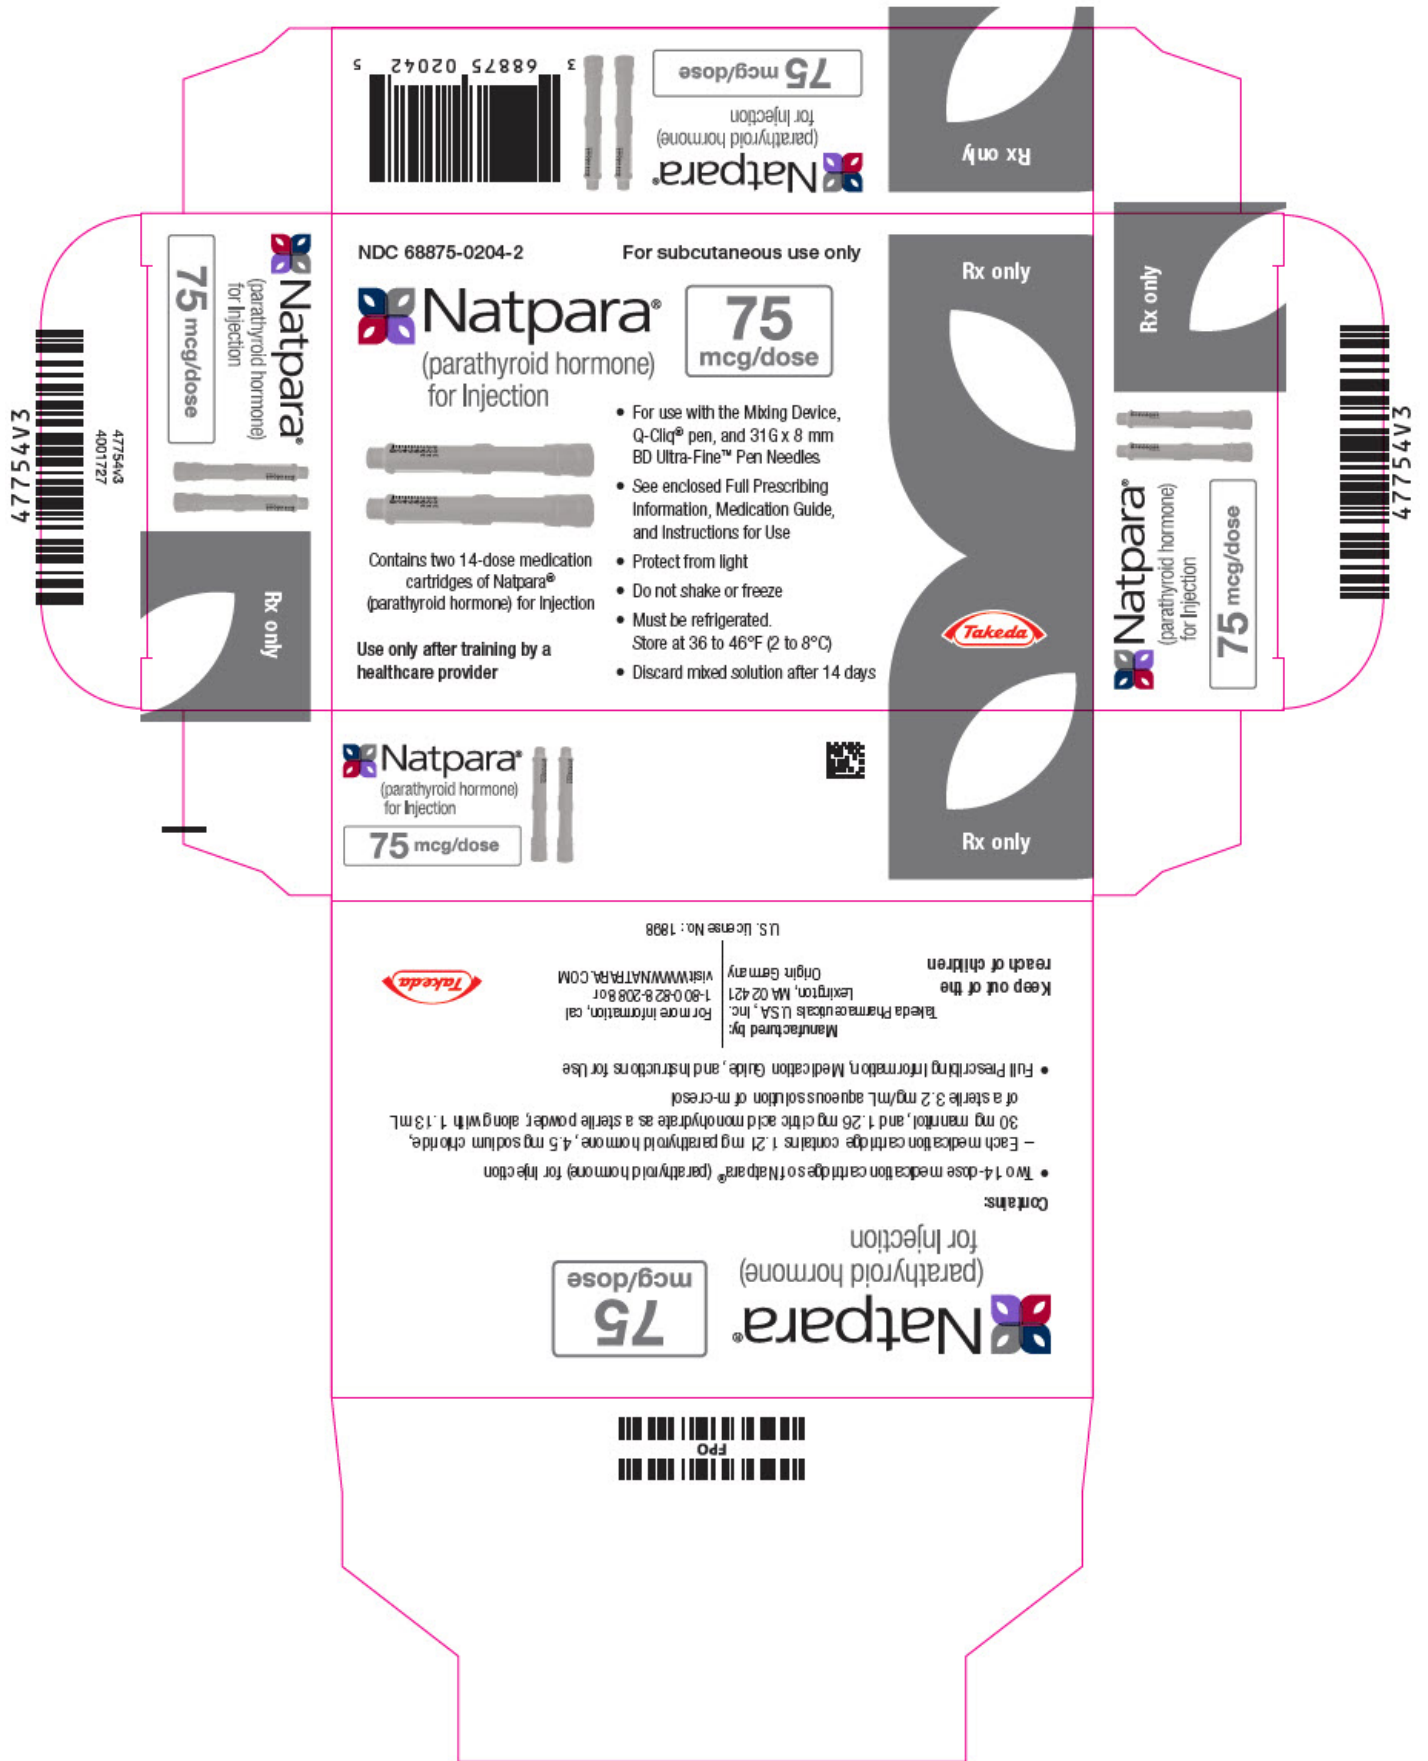 3 68875 02042 5
Natpara®
(parathyroid hormone)
for Injection
75 mcg/dose
Rx only
NDC 68875-0204-2
For subcutaneous use only
Natpara®
(parathyroid hormone)
for Injection
75
mcg/dose
• For use with the Mixing Device,
Q-Cliq® pen, and 31G x 8 mm
BD Ultra-Fine™ Pen Needles
• See enclosed Full Prescribing
Information, Medication Guide,
and Instructions for Use
• Protect from light
• Do not shake or freeze
• Must be refrigerated.
Store at 36 to 46°F (2 to 8°C)
• Discard mixed solution after 14 days
Contains two 14-dose medication
cartridges of Natpara®
(parathyroid hormone) for Injection
Use only after training by a
healthcare provider
Rx only
Takeda
Natpara®
(parathyroid hormone)
for Injection
75 mcg/dose
Rx only
47754v3
4001727
47754V3
Rx only
Natpara®
(parathyroid hormone)
for Injection
75 mcg/dose
47754V3
Natpara®
(parathyroid hormone)
for Injection
75 mcg/dose
Rx only
Natpara®
(parathyroid hormone)
for Injection
75
mcg/dose
Contains:
• Two 14-dose medication cartridges of Natpara® (parathyroid hormone) for Injection
– Each medication cartridge contains 1.21 mg parathyroid hormone, 4.5 mg sodium chloride,
30 mg mannitol, and 1.26 mg citric acid monohydrate as a sterile powder, along with 1.13 mL
of a sterile 3.2 mg/mL aqueous solution of m-cresol
• Full Prescribing Information, Medication Guide, and Instructions for Use
Keep out of the
reach of children
Manufactured by:
Takeda Pharmaceuticals U.S.A., Inc.
Lexington, MA 02421
Origin Germany
For more information, cal
1-800-828-2088 or
visit WWW.NATPARA.COM
U.S. License No.: 1898
Takeda
FPO